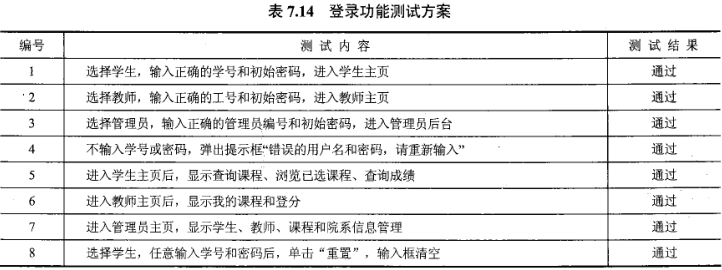 表 7.14 登录功能测试方案
编号 测试内容 测试结果
1 选择学生，输入正确的学号和初始密码，进入学生主页 通过
2 选择教师，输入正确的工号和初始密码，进入教师主页 通过
3 选择管理员，输入正确的管理员编号和初始密码，进入管理员后台 通过
4 不输入学号或密码，弹出提示框“错误的用户名和密码，请重新输入” 通过
5 进入学生主页后，显示查询课程、浏览已选课程、查询成绩 通过
6 进入教师主页后，显示我的课程和登分 通过
7 进入管理员主页，显示学生、教师、课程和院系信息管理 通过
8 选择学生，任意输入学号和密码后，单击“重置”，输入框清空 通过